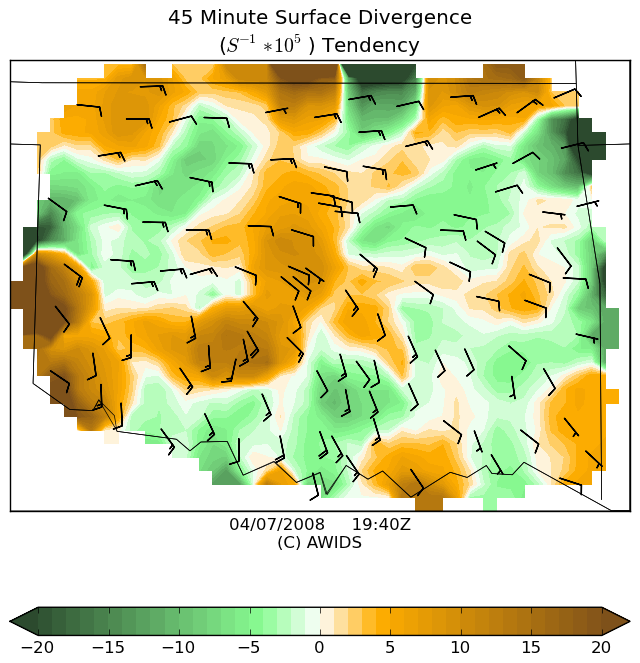 45 Minute Surface Divergence
(S⁻¹ *10⁵ ) Tendency
04/07/2008 19:40Z
(C) AWIDS
−20 −15 −10 −5 0 5 10 15 20